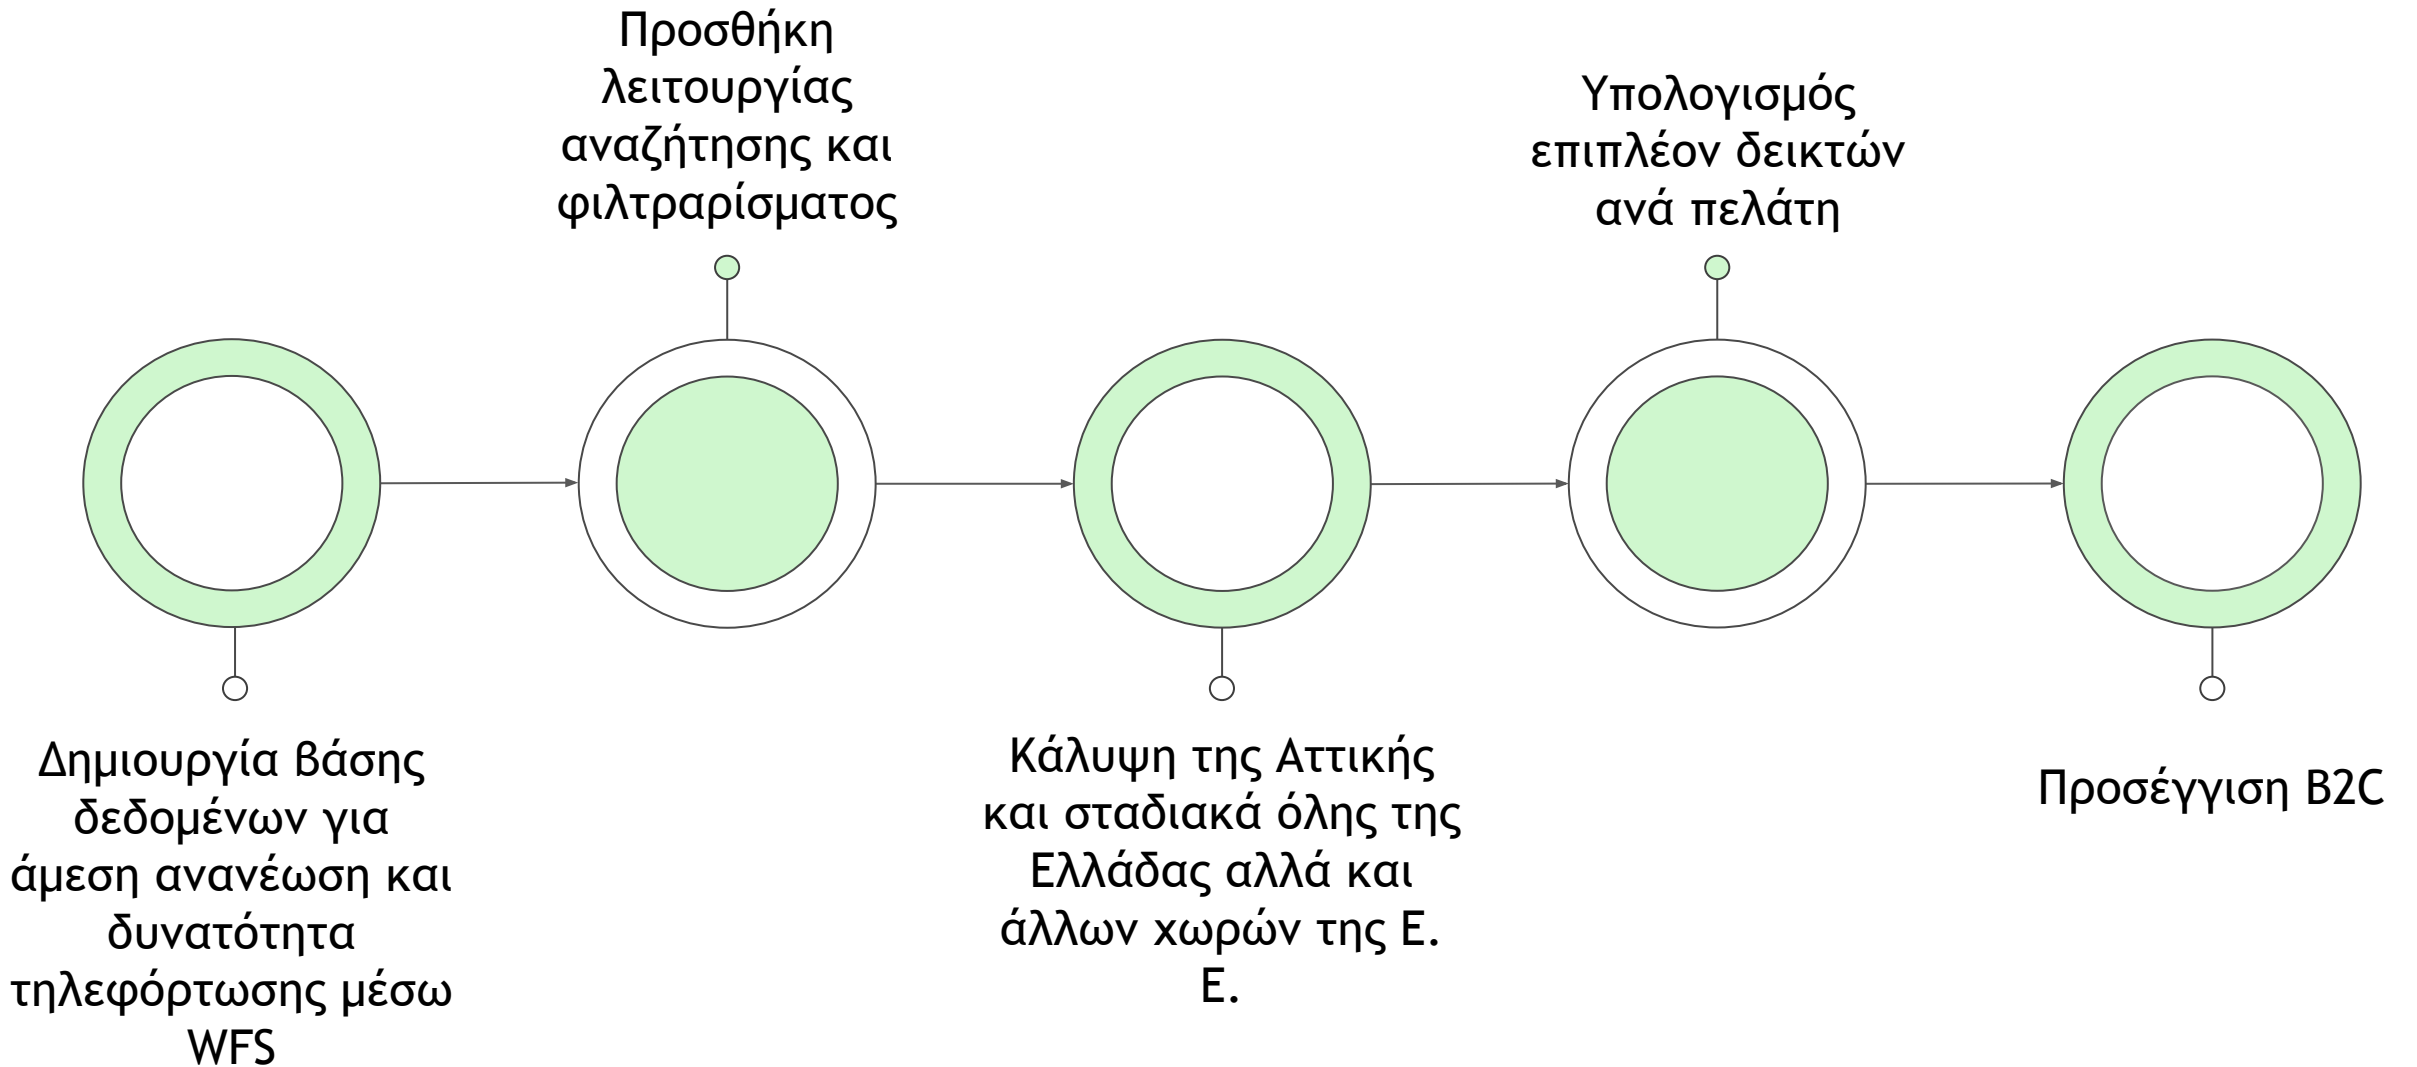 Δημιουργία βάσης
δεδομένων για
άμεση ανανέωση και
δυνατότητα
τηλεφόρτωσης μέσω
WFS
Προσθήκη
λειτουργίας
αναζήτησης και
φιλτραρίσματος
Κάλυψη της Αττικής
και σταδιακά όλης της
Ελλάδας αλλά και
άλλων χωρών της Ε.
Ε.
Υπολογισμός
επιπλέον δεικτών
ανά πελάτη
Προσέγγιση B2C